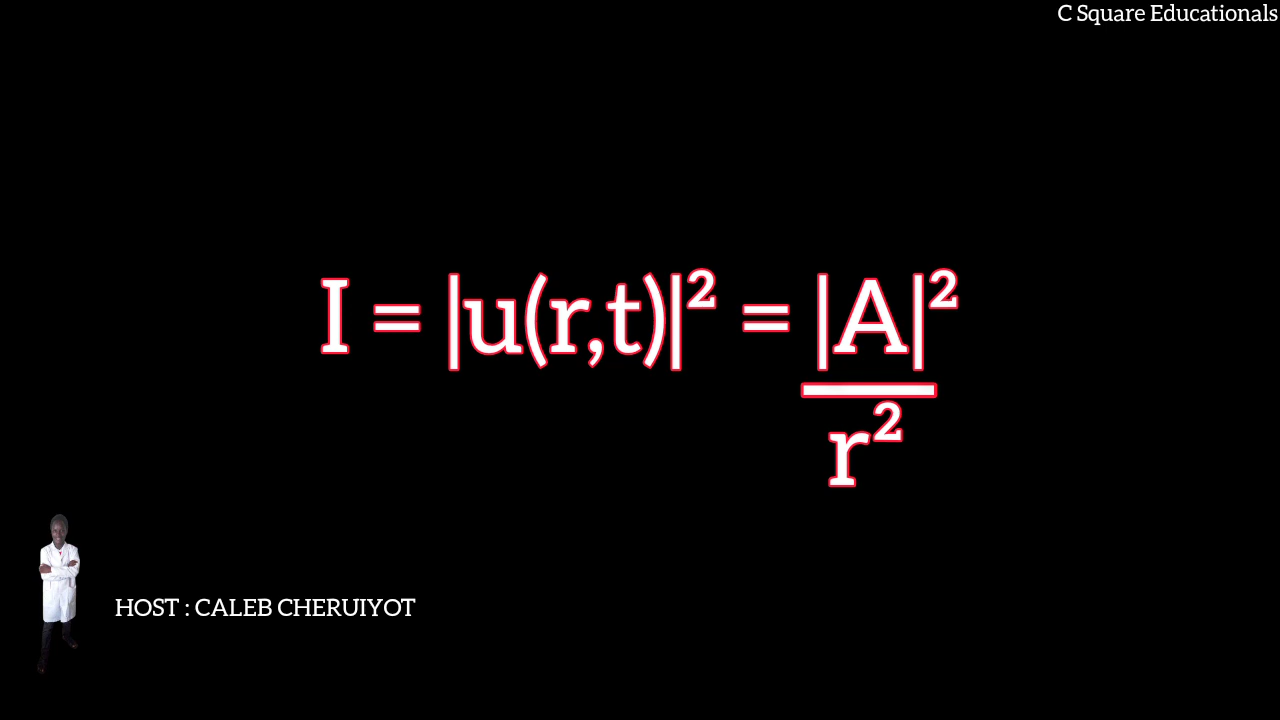 C Square Educationals
I = |u(r,t)|² = |A|²
r²
HOST : CALEB CHERUIYOT